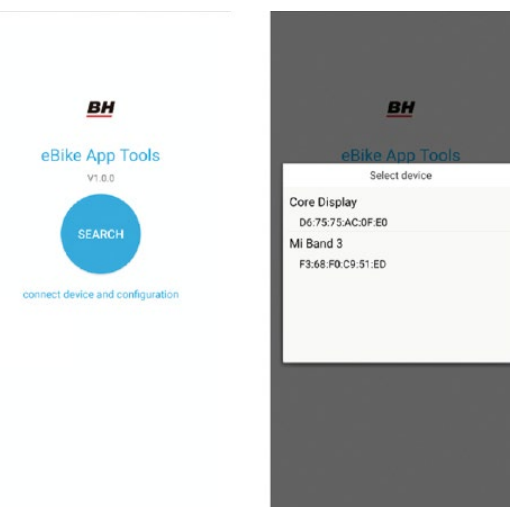 BH
eBike App Tools
V1.0.0
SEARCH
connect device and configuration
BH
eBike App Tools
Select device
Core Display
D6:75:75:AC:0F:E0
Mi Band 3
F3:68:F0:C9:51:ED